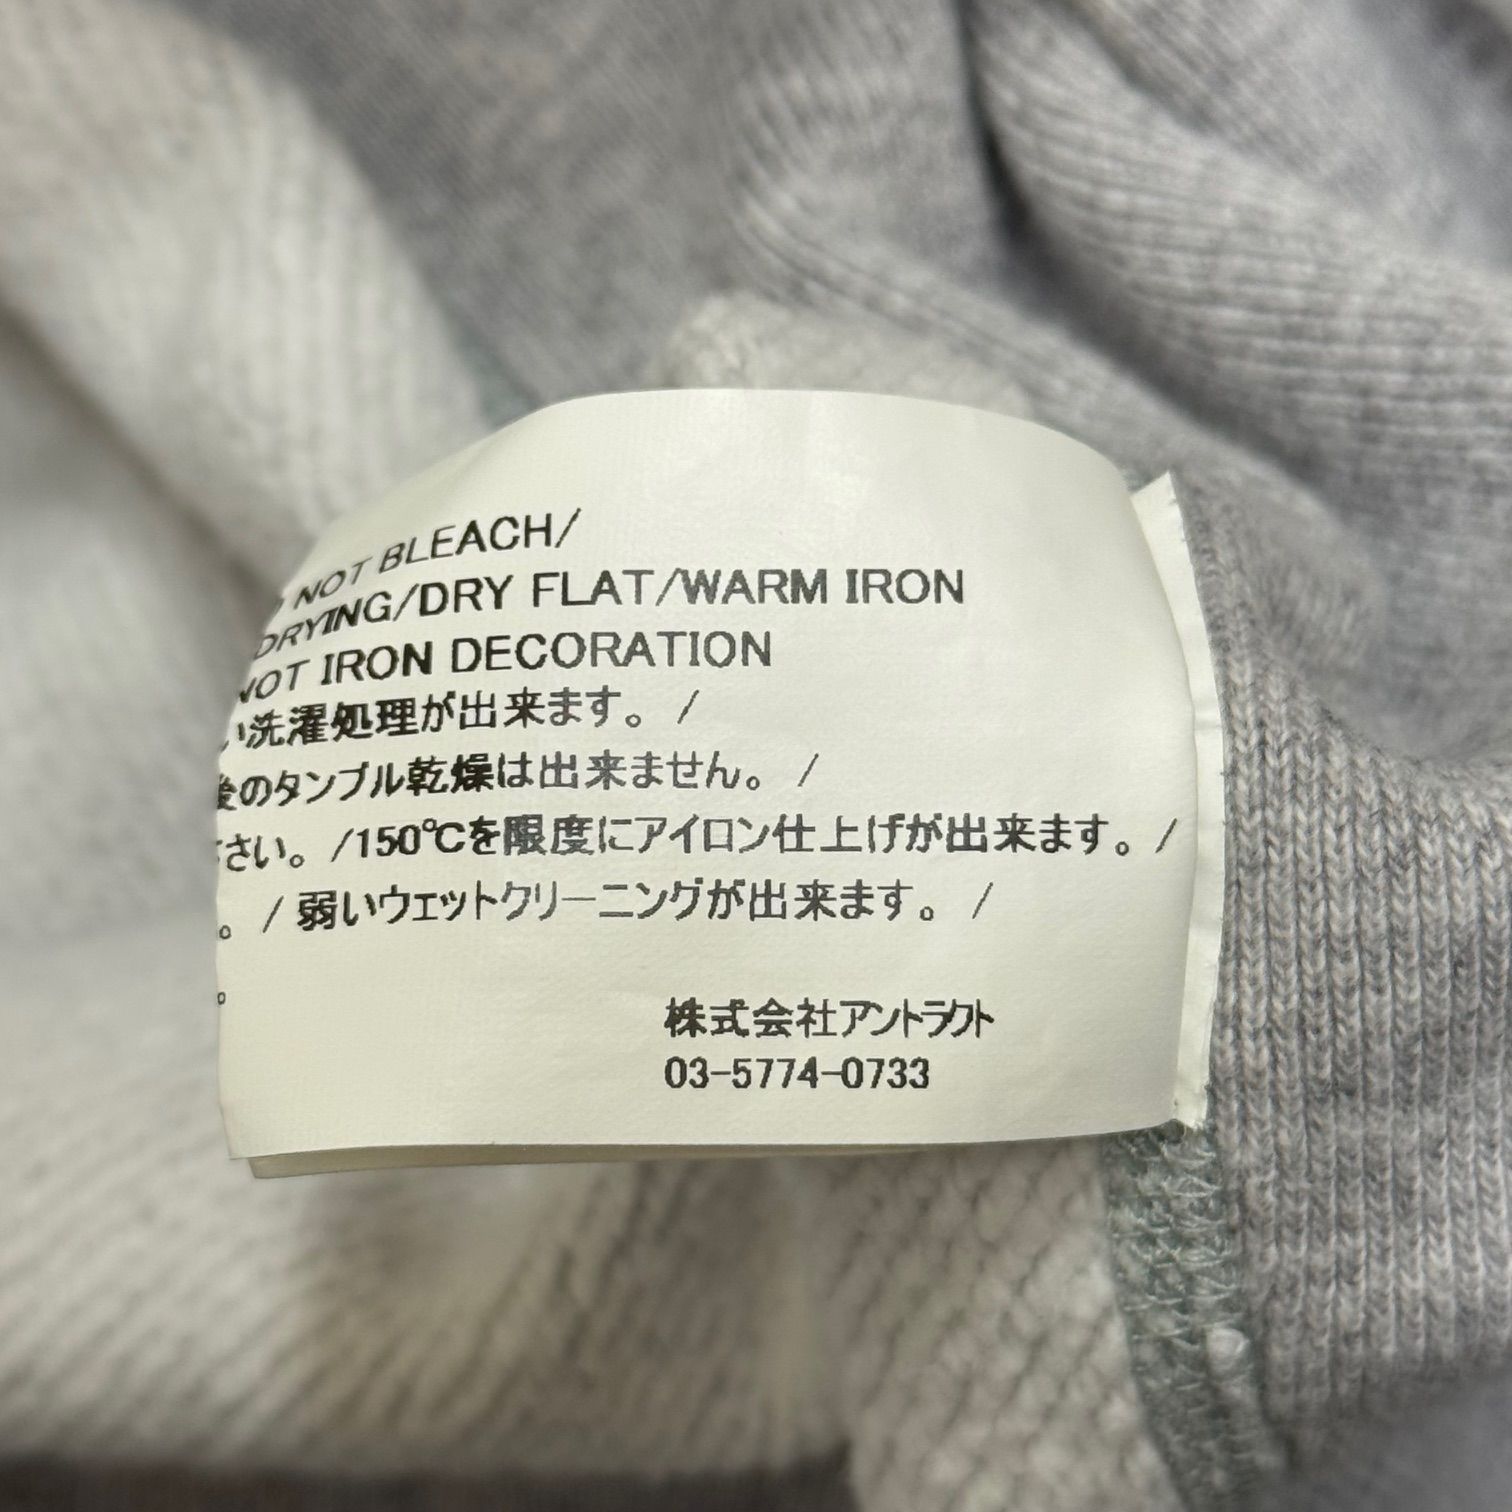 NOT BLEACH/
DRYING/DRY FLAT/WARM IRON
NOT IRON DECORATION
い洗濯処理が出来ます。/
後のタンブル乾燥は出来ません。/
さい。/150℃を限度にアイロン仕上げが出来ます。/
。/弱いウェットクリーニングが出来ます。/
。
株式会社アントラクト
03-5774-0733